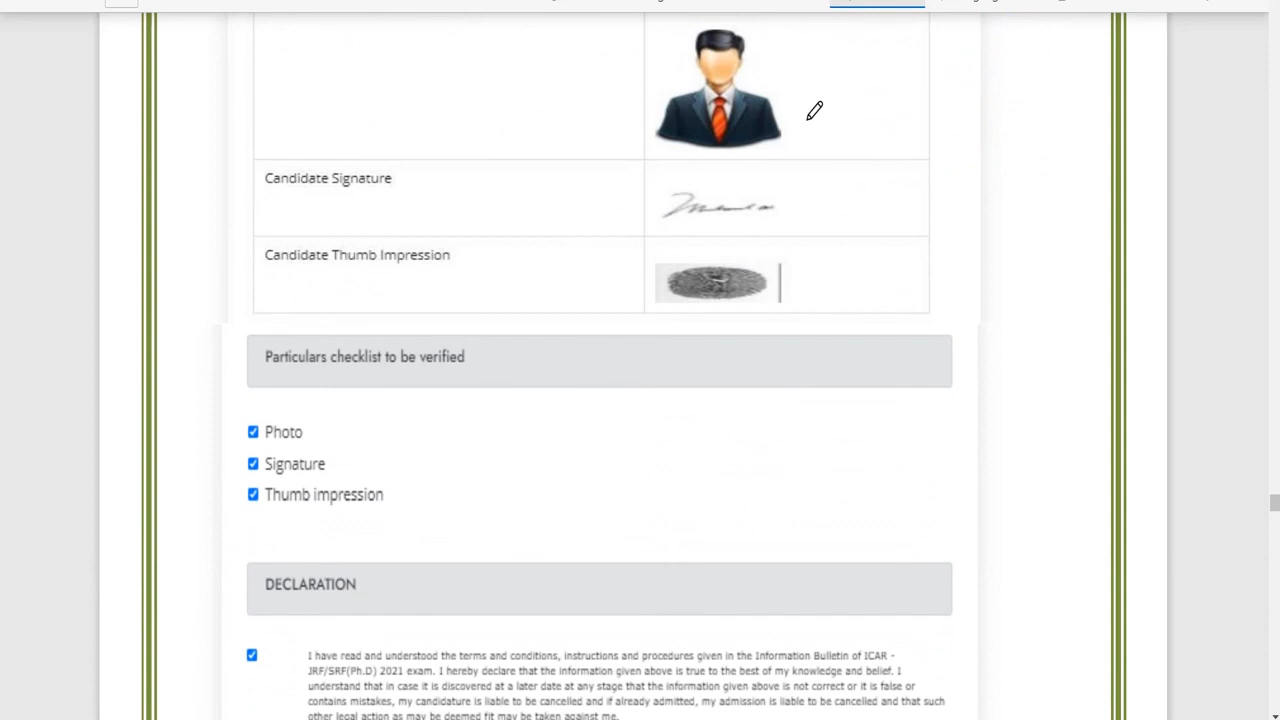 Candidate Signature
Candidate Thumb Impression
Particulars checklist to be verified
Photo
Signature
Thumb impression
DECLARATION
I have read and understood the terms and conditions, instructions and procedures given in the Information Bulletin of ICAR -
JRF/SRF(Ph.D) 2021 exam. I hereby declare that the information given above is true to the best of my knowledge and belief. I
understand that in case it is discovered at a later date at any stage that the information given above is not correct or it is false or
contains mistakes, my candidature is liable to be cancelled and if already admitted, my admission is liable to be cancelled and that such
other legal action as may be deemed fit may be taken against me.